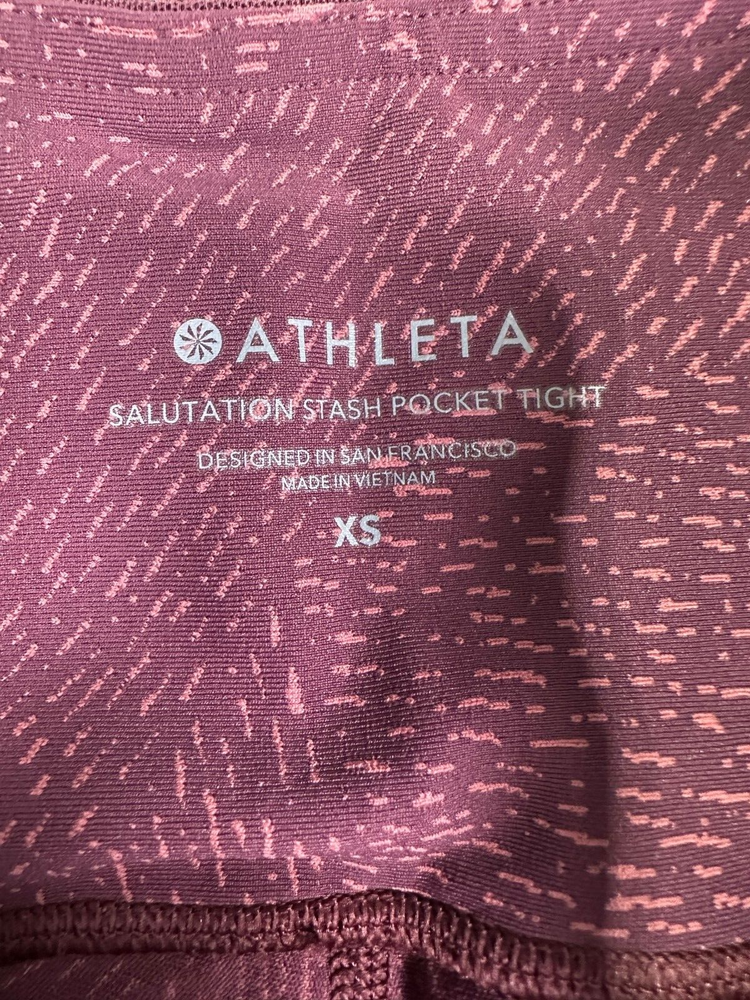 ATHLETA
SALUTATION STASH POCKET TIGHT
DESIGNED IN SAN FRANCISCO
MADE IN VIETNAM
XS